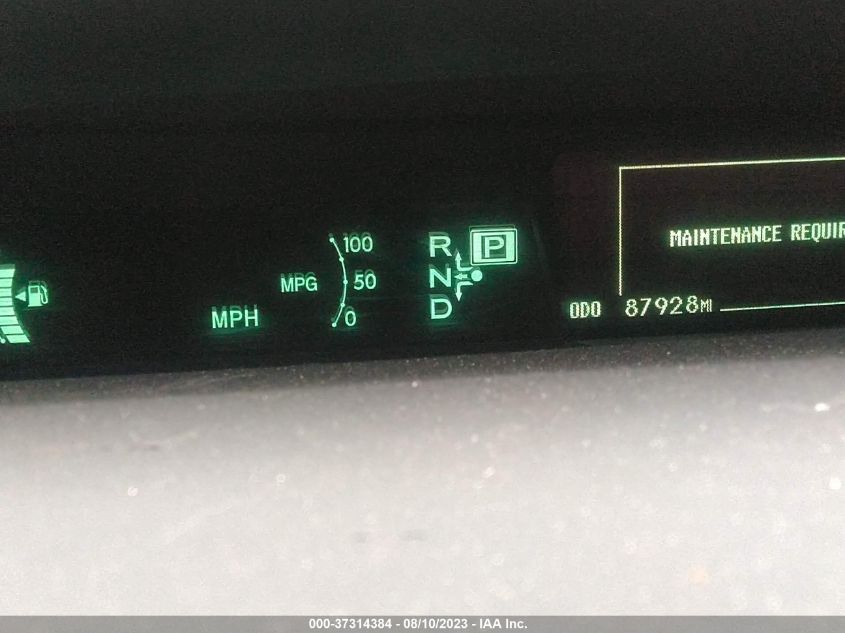 100
R P
MAINTENANCE REQUIR
MPG 50 N
ODO 87928MI
MPH 0 D
000-37314384 - 08/10/2023 - IAA Inc.